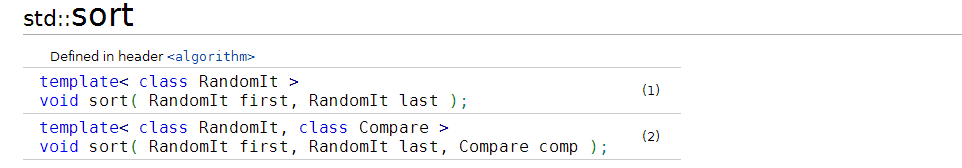 std::sort
Defined in header <algorithm>
template< class RandomIt >
void sort( RandomIt first, RandomIt last );
(1)
template< class RandomIt, class Compare >
void sort( RandomIt first, RandomIt last, Compare comp );
(2)